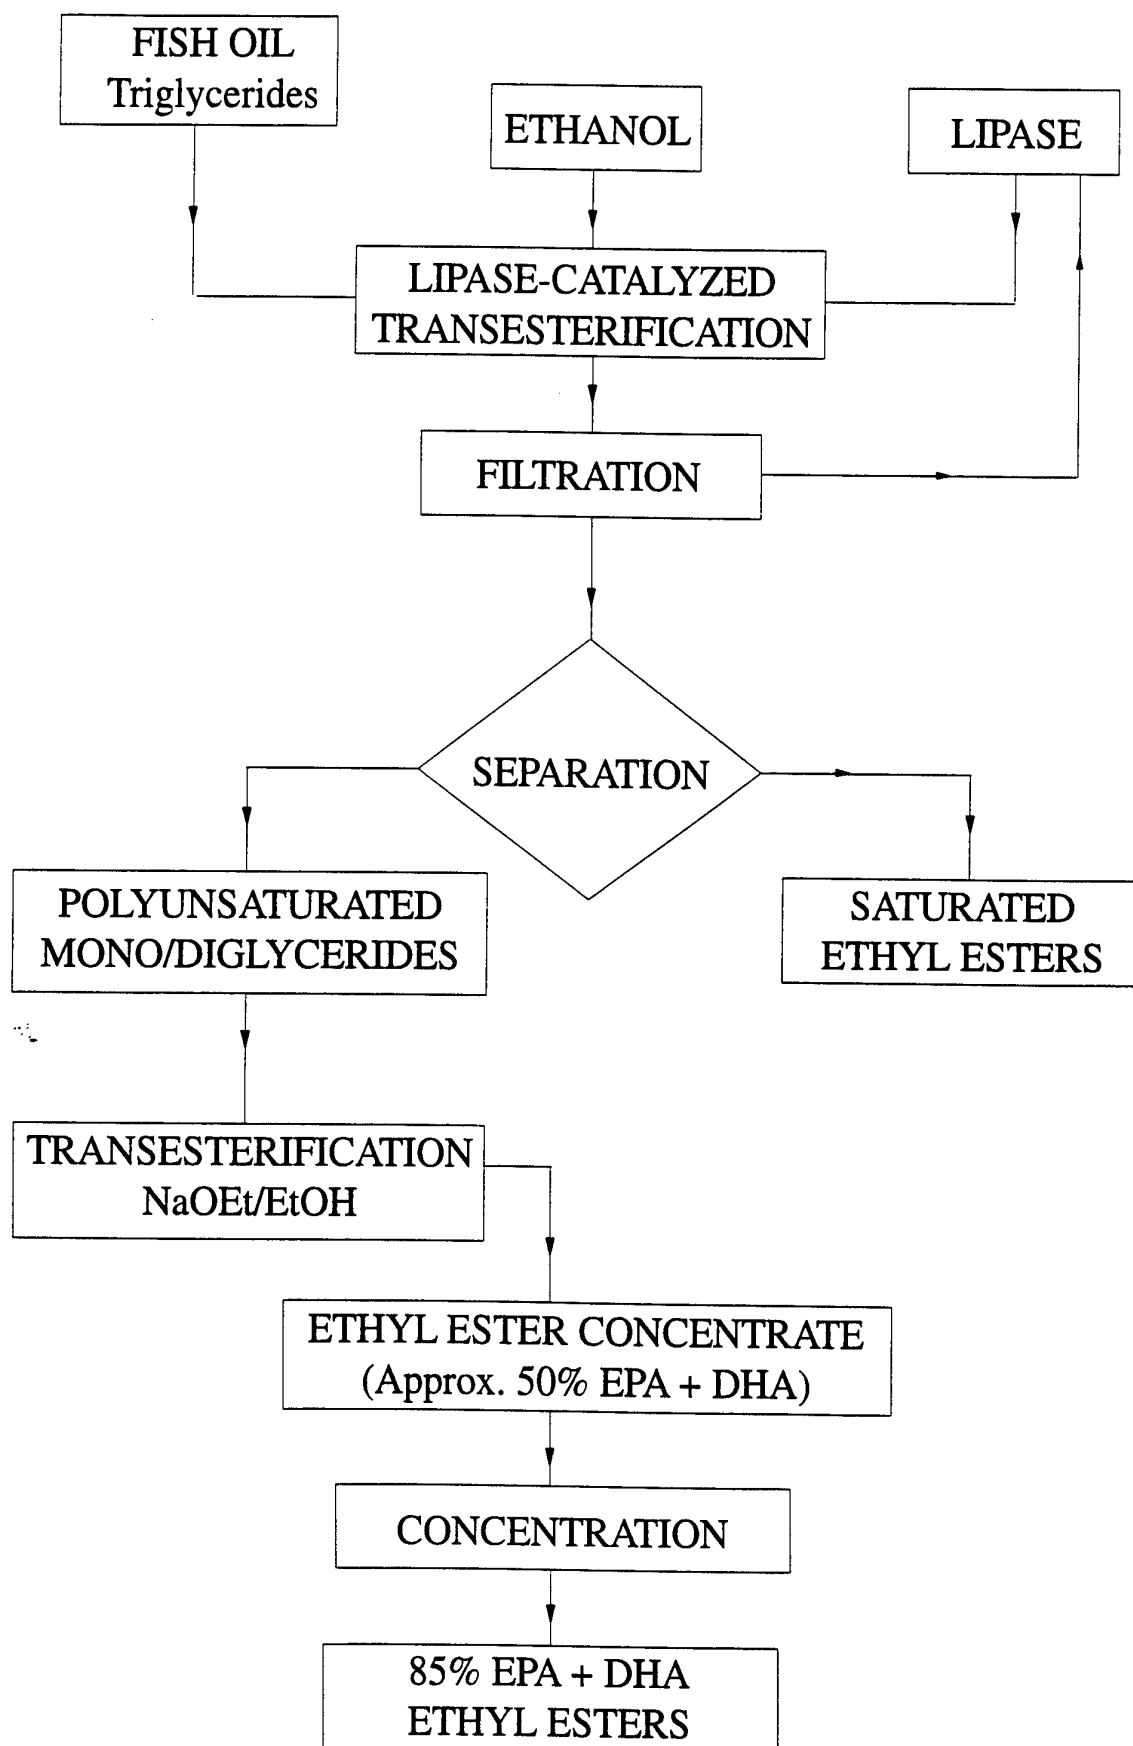 FISH OIL
Triglycerides
ETHANOL
LIPASE
LIPASE-CATALYZED
TRANSESTERIFICATION
FILTRATION
SEPARATION
POLYUNSATURATED
MONO/DIGLYCERIDES
SATURATED
ETHYL ESTERS
TRANSESTERIFICATION
NaOEt/EtOH
ETHYL ESTER CONCENTRATE
(Approx. 50% EPA + DHA)
CONCENTRATION
85% EPA + DHA
ETHYL ESTERS